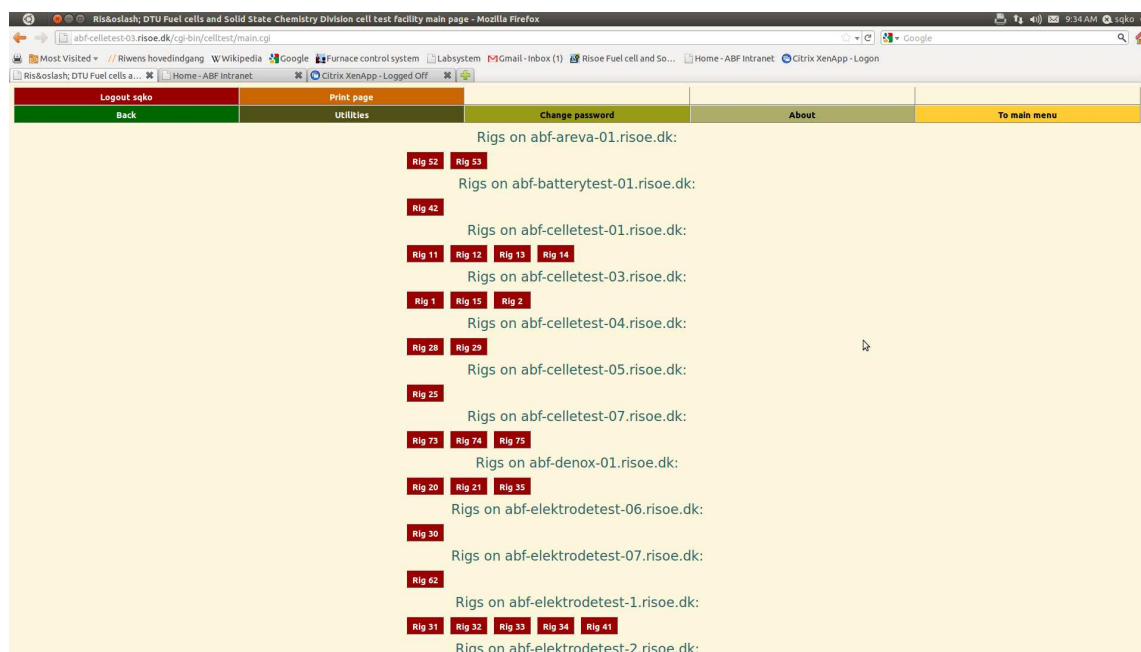 Ris&oslash; DTU Fuel cells and Solid State Chemistry Division cell test facility main page - Mozilla Firefox 9:34 AM sqko
abf-celletest-03.risoe.dk/cgi-bin/celltest/main.cgi Google
Most Visited Riwens hovedindgang Wikipedia Google Furnace control system Labsystem Gmail - Inbox (1) Risoe Fuel cell and So... Home - ABF Intranet Citrix XenApp - Logon
Ris&oslash; DTU Fuel cells a... Home - ABF Intranet Citrix XenApp - Logged Off
Logout sqko Print page
Back Utilities Change password About To main menu
Rigs on abf-areva-01.risoe.dk:
Rig 52 Rig 53
Rigs on abf-batterytest-01.risoe.dk:
Rig 42
Rigs on abf-celletest-01.risoe.dk:
Rig 11 Rig 12 Rig 13 Rig 14
Rigs on abf-celletest-03.risoe.dk:
Rig 1 Rig 15 Rig 2
Rigs on abf-celletest-04.risoe.dk:
Rig 28 Rig 29
Rigs on abf-celletest-05.risoe.dk:
Rig 25
Rigs on abf-celletest-07.risoe.dk:
Rig 73 Rig 74 Rig 75
Rigs on abf-denox-01.risoe.dk:
Rig 20 Rig 21 Rig 35
Rigs on abf-elektrodetest-06.risoe.dk:
Rig 30
Rigs on abf-elektrodetest-07.risoe.dk:
Rig 62
Rigs on abf-elektrodetest-1.risoe.dk:
Rig 31 Rig 32 Rig 33 Rig 34 Rig 41
Rigs on abf-elektrodetest-2.risoe.dk: